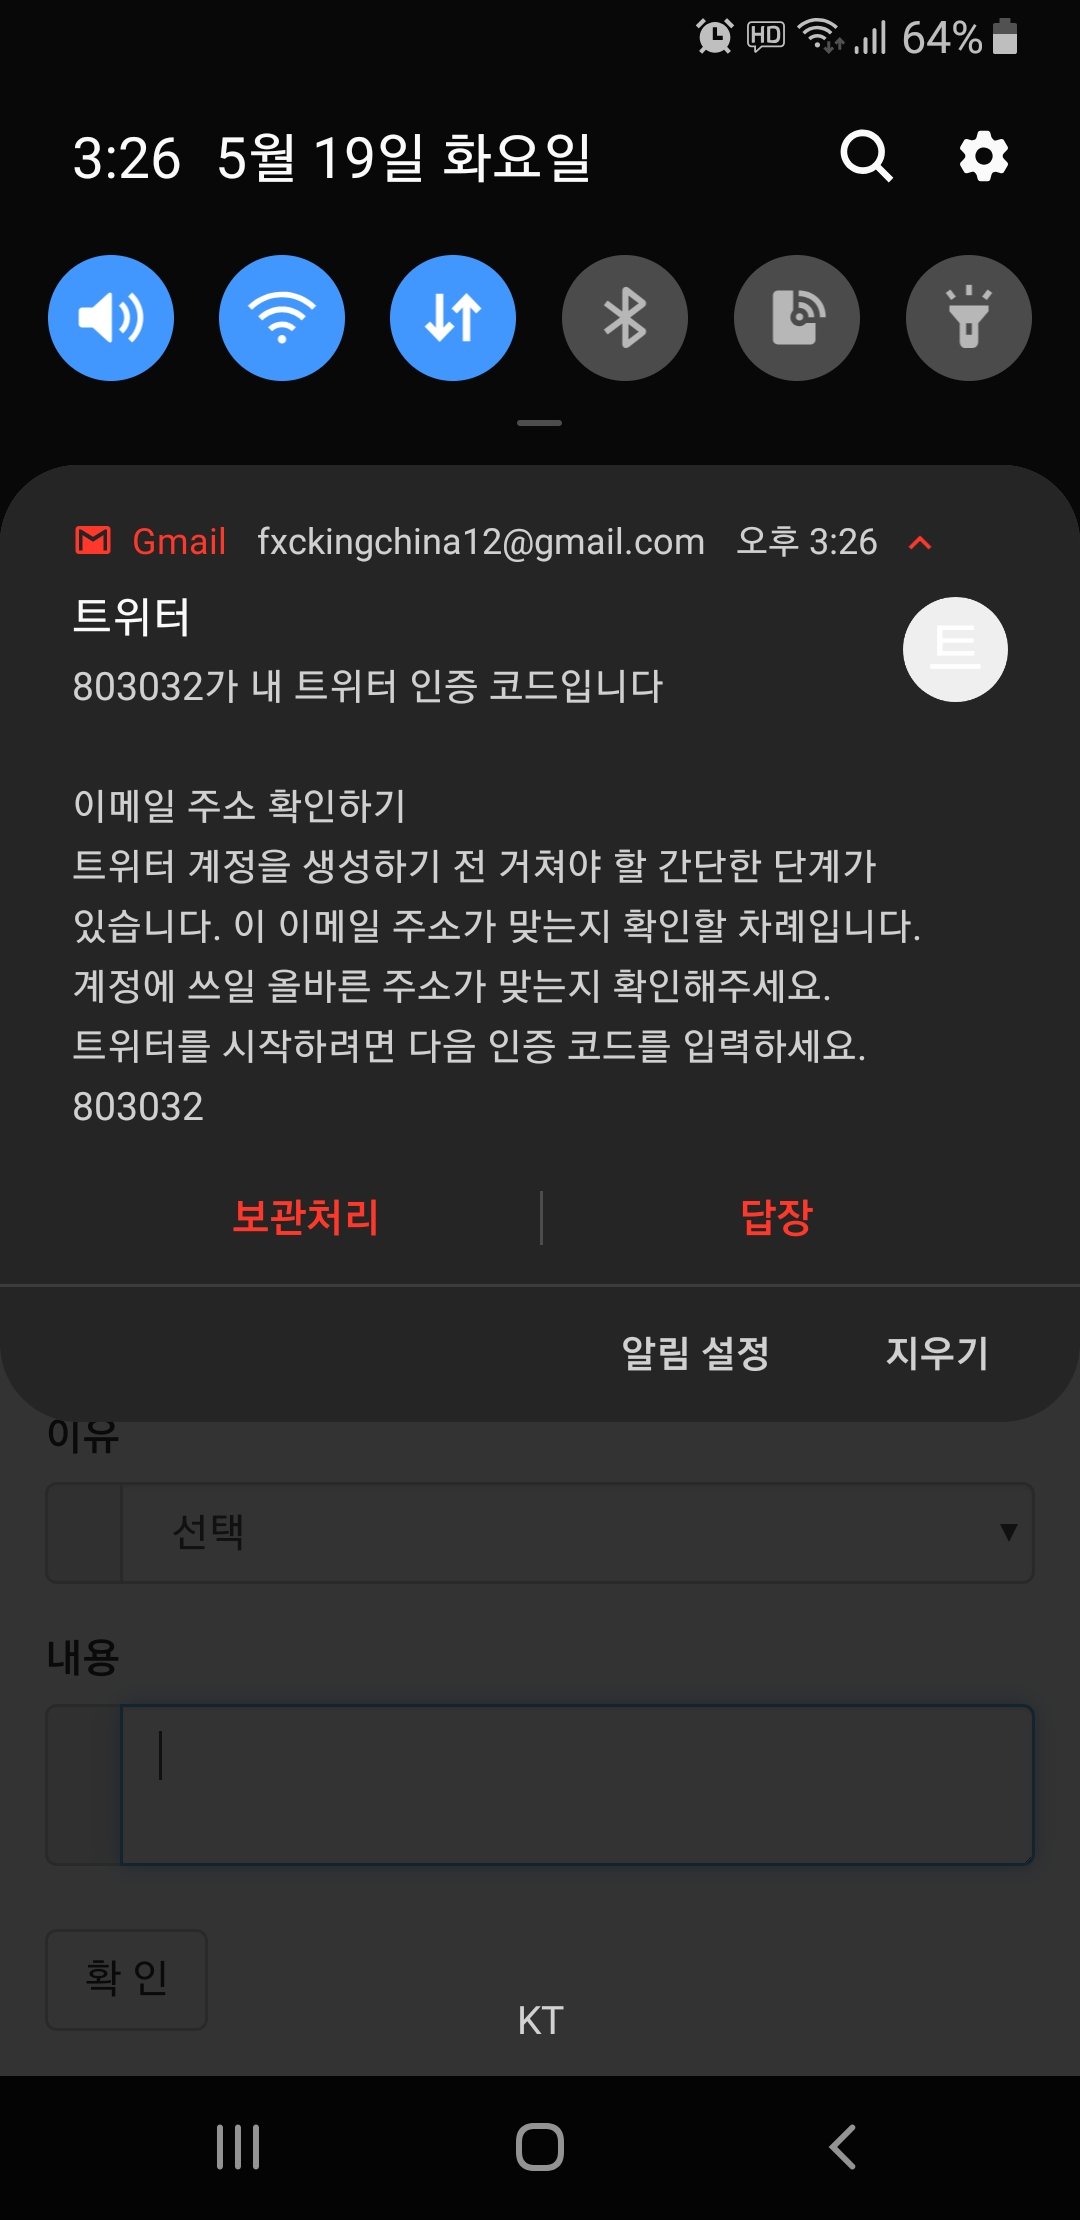 HD 64%
3:26 5월 19일 화요일
Gmail fxckingchina12@gmail.com 오후 3:26
트위터
트
803032가 내 트위터 인증 코드입니다
이메일 주소 확인하기
트위터 계정을 생성하기 전 거쳐야 할 간단한 단계가
있습니다. 이 이메일 주소가 맞는지 확인할 차례입니다.
계정에 쓰일 올바른 주소가 맞는지 확인해주세요.
트위터를 시작하려면 다음 인증 코드를 입력하세요.
803032
보관처리 답장
알림 설정 지우기
이유
선택
내용
확 인
KT